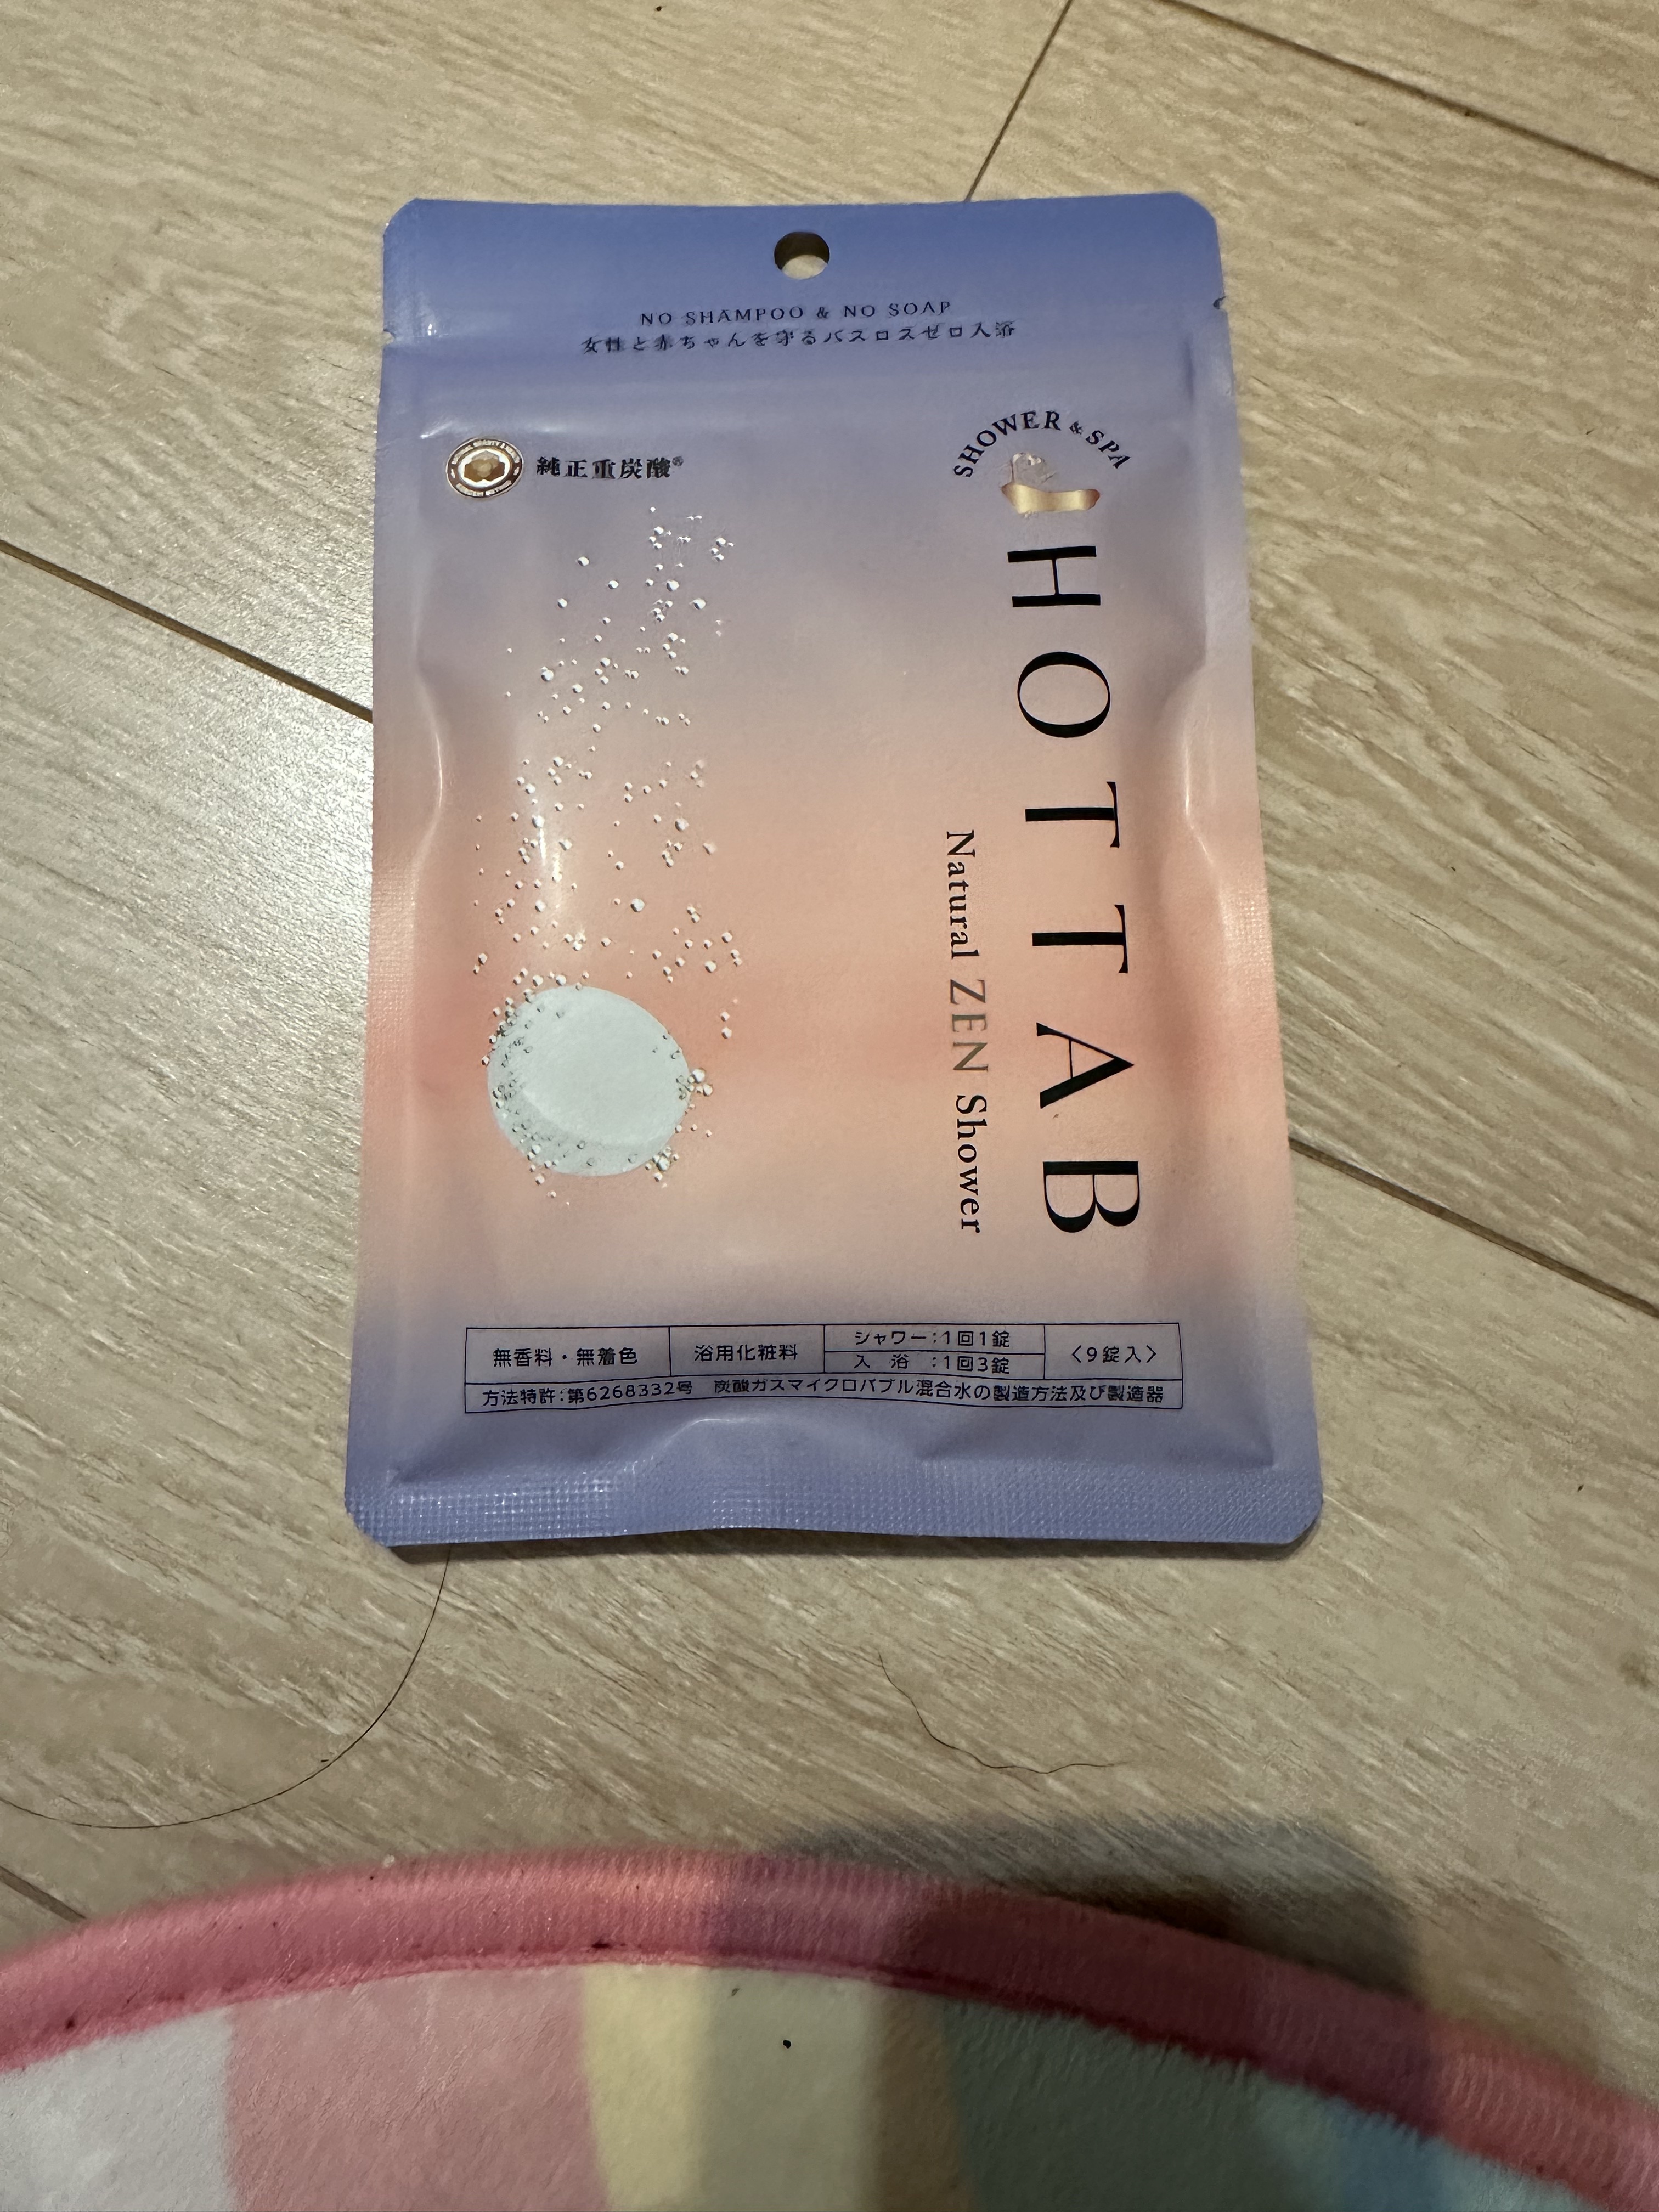 NO SHAMPOO & NO SOAP
女性と赤ちゃんを守るバスロスゼロ入浴
純正重炭酸®
SHOWER & SPA
HOT TAB
Natural ZEN Shower
無香料・無着色
浴用化粧料
シャワー:1回1錠
入 浴 :1回3錠
<9錠入>
方法特許:第6268332号 炭酸ガスマイクロバブル混合水の製造方法及び製造器